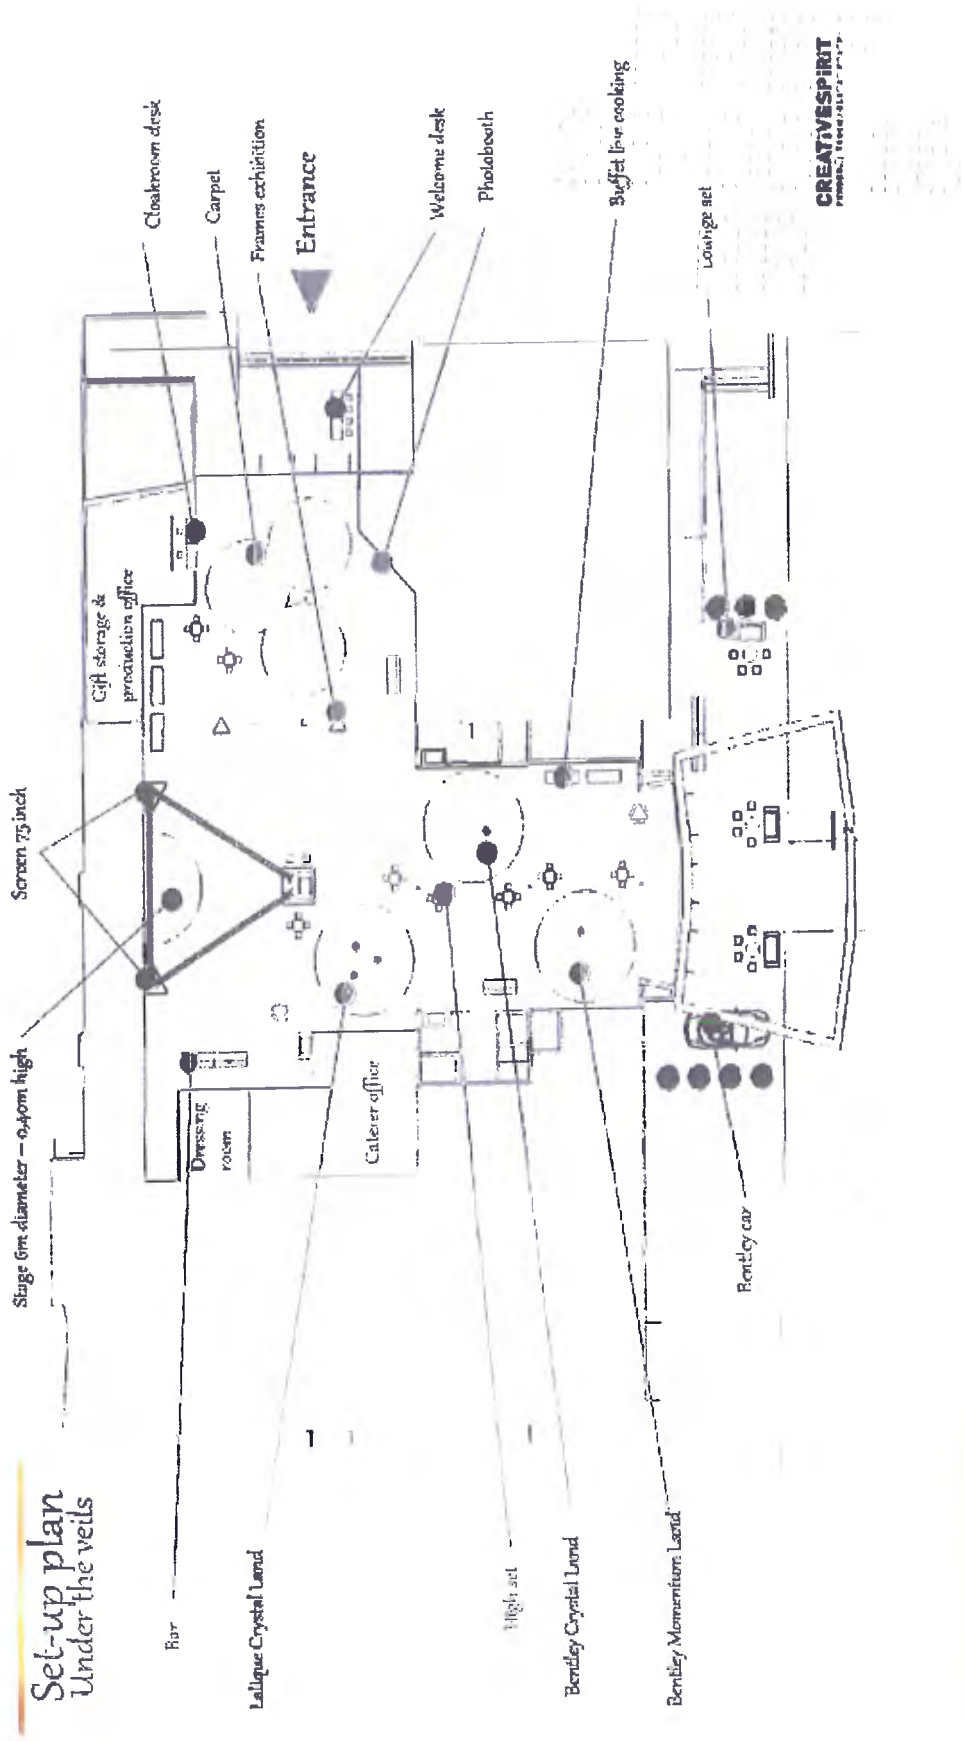 Set-up plan
Under the veils
Stage 6m diameter – 0,40m high
Screen 75 inch
Gift storage &
production office
Cloakroom desk
Carpet
Frames exhibition
Entrance
Welcome desk
Photobooth
Buffet live cooking
Lounge set
Bar
Dressing
room
Caterer office
Lalique Crystal Land
High set
Bentley Crystal Land
Bentley Momentum Land
Bentley car
CREATIVESPIRIT